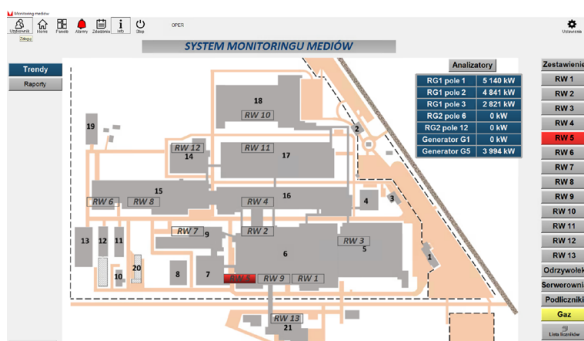 Monitoring mediów
Użytkownik Home Pomoc Alarmy Zdarzenia Info Stop OPER Ustawienia
Zaloguj
SYSTEM MONITORINGU MEDIÓW
Trendy
Raporty
Analizatory
RG1 pole 1 5 140 kW
RG1 pole 2 4 841 kW
RG1 pole 3 2 821 kW
RG2 pole 6 0 kW
RG2 pole 12 0 kW
Generator G1 0 kW
Generator G5 3 994 kW
Zestawienie
RW 1
RW 2
RW 3
RW 4
RW 5
RW 6
RW 7
RW 8
RW 9
RW 10
RW 11
RW 12
RW 13
Odrzywołek
Serwerownia
Podliczniki
Gaz
Lista liczników
18
RW 10
19
2
RW 12
14
RW 11
17
15
RW 6
RW 8
16
RW 4
4
3
13
12
11
RW 7
9
RW 2
RW 3
5
6
1
10
20
8
7
RW 5
RW 9
RW 1
RW 13
21